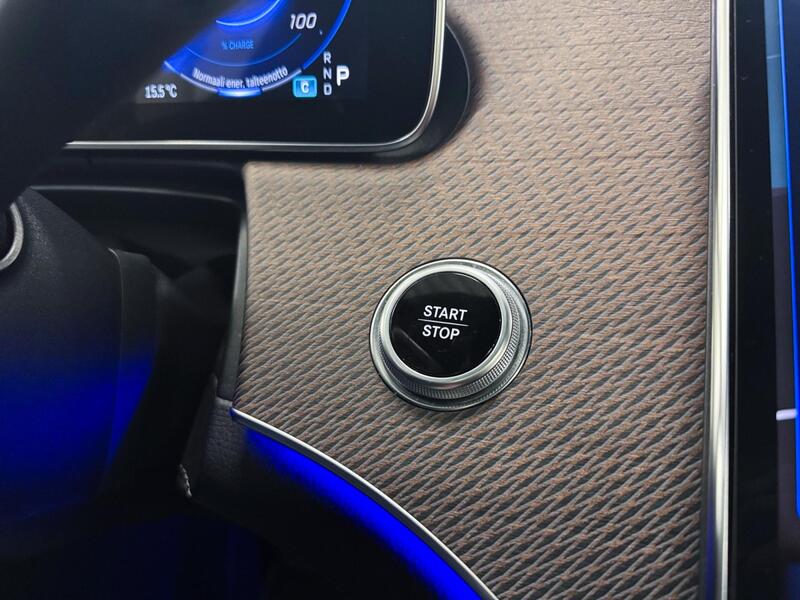 100
% CHARGE
Normaali ener. talteenotto
15.5°C
C
R
N
D
P
START
STOP